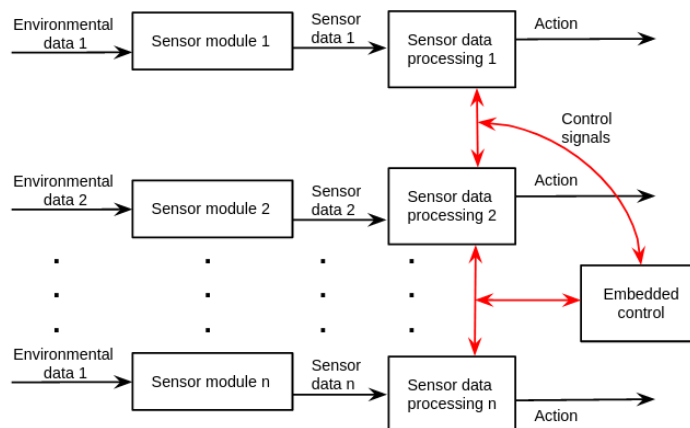 Environmental
data 1
Sensor module 1
Sensor
data 1
Sensor data
processing 1
Action
Control
signals
Environmental
data 2
Sensor module 2
Sensor
data 2
Sensor data
processing 2
Action
Embedded
control
Environmental
data 1
Sensor module n
Sensor
data n
Sensor data
processing n
Action